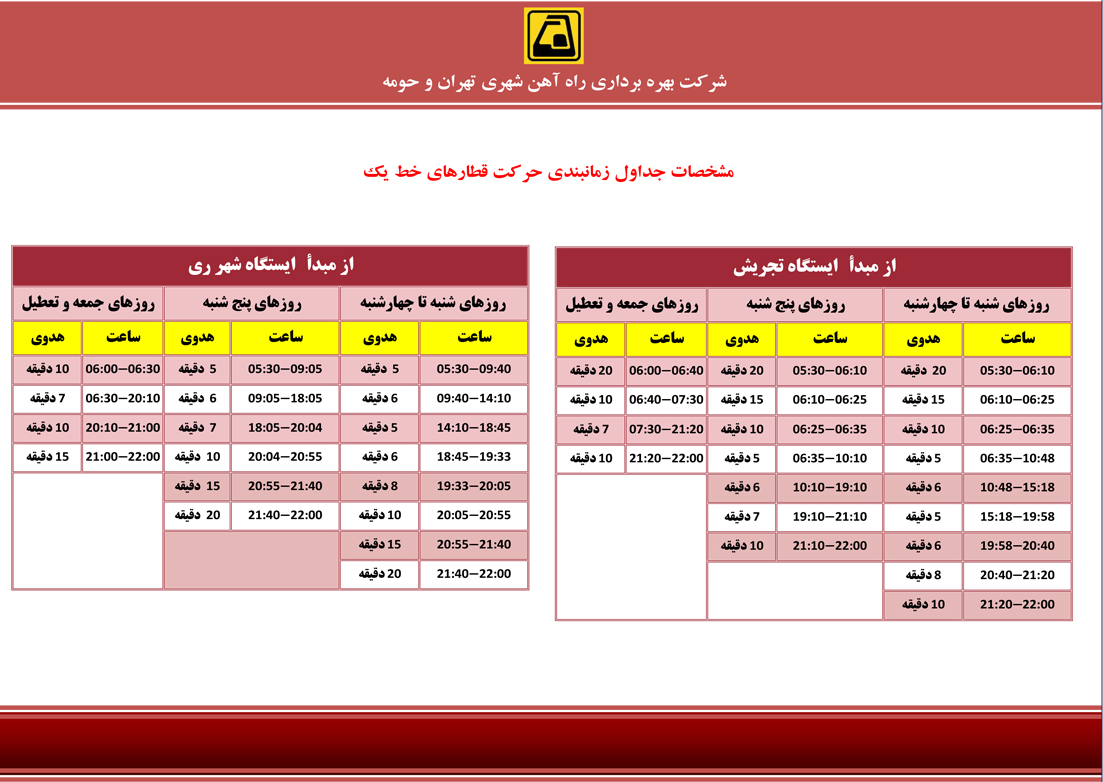 شرکت بهره برداری راه آهن شهری تهران و حومه
مشخصات جداول زمانبندی حرکت قطارهای خط یک
از مبدأ ایستگاه تجریش
روزهای شنبه تا چهارشنبه روزهای پنج شنبه روزهای جمعه و تعطیل
ساعت هدوی ساعت هدوی ساعت هدوی
05:30–06:10 20 دقیقه 05:30–06:10 20 دقیقه 06:00–06:40 20 دقیقه
06:10–06:25 15 دقیقه 06:10–06:25 15 دقیقه 06:40–07:30 10 دقیقه
06:25–06:35 10 دقیقه 06:25–06:35 10 دقیقه 07:30–21:20 7 دقیقه
06:35–10:48 5 دقیقه 06:35–10:10 5 دقیقه 21:20–22:00 10 دقیقه
10:48–15:18 6 دقیقه 10:10–19:10 6 دقیقه
15:18–19:58 5 دقیقه 19:10–21:10 7 دقیقه
19:58–20:40 6 دقیقه 21:10–22:00 10 دقیقه
20:40–21:20 8 دقیقه
21:20–22:00 10 دقیقه
از مبدأ ایستگاه شهر ری
روزهای شنبه تا چهارشنبه روزهای پنج شنبه روزهای جمعه و تعطیل
ساعت هدوی ساعت هدوی ساعت هدوی
05:30–09:40 5 دقیقه 05:30–09:05 5 دقیقه 06:00–06:30 10 دقیقه
09:40–14:10 6 دقیقه 09:05–18:05 6 دقیقه 06:30–20:10 7 دقیقه
14:10–18:45 5 دقیقه 18:05–20:04 7 دقیقه 20:10–21:00 10 دقیقه
18:45–19:33 6 دقیقه 20:04–20:55 10 دقیقه 21:00–22:00 15 دقیقه
19:33–20:05 8 دقیقه 20:55–21:40 15 دقیقه
20:05–20:55 10 دقیقه 21:40–22:00 20 دقیقه
20:55–21:40 15 دقیقه
21:40–22:00 20 دقیقه